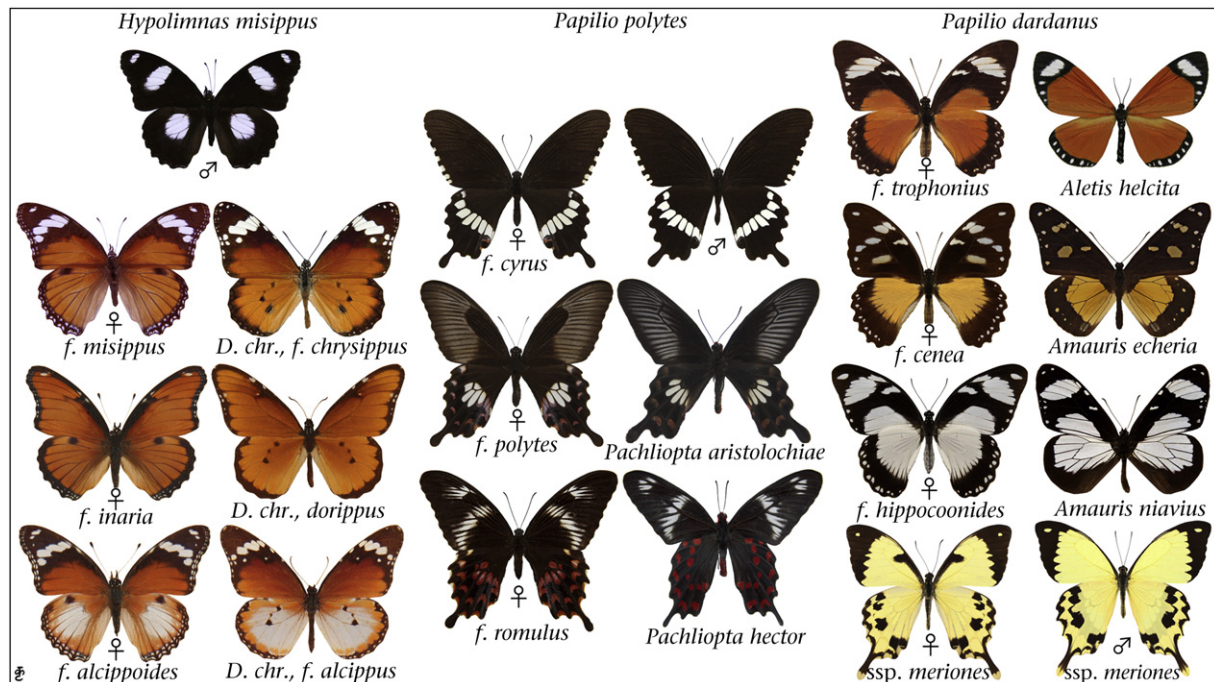 Hypolimnas misippus
♂
♀
f. misippus
D. chr., f. chrysippus
♀
f. inaria
D. chr., dorippus
♀
f. alcippoides
D. chr., f. alcippus
Papilio polytes
♀
f. cyrus
♂
♀
f. polytes
Pachliopta aristolochiae
♀
f. romulus
Pachliopta hector
Papilio dardanus
♀
f. trophonius
Aletis helcita
♀
f. cenea
Amauris echeria
♀
f. hippocoonides
Amauris niavius
♀
ssp. meriones
♂
ssp. meriones